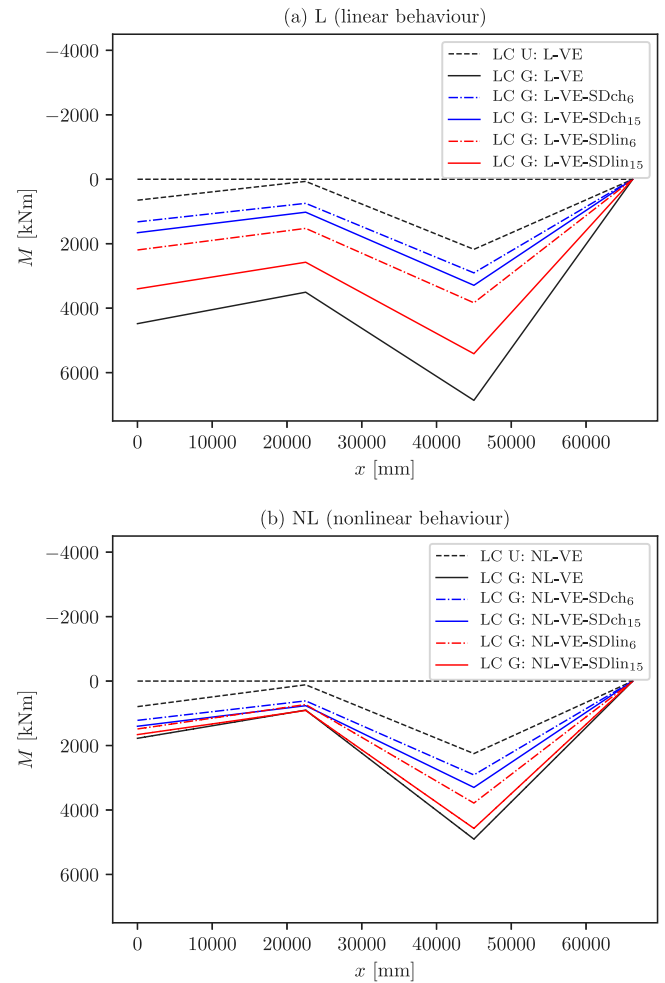 (a) L (linear behaviour)
−4000
−2000
0
2000
4000
6000
M [kNm]
LC U: L-VE
LC G: L-VE
LC G: L-VE-SDch6
LC G: L-VE-SDch15
LC G: L-VE-SDlin6
LC G: L-VE-SDlin15
0 10000 20000 30000 40000 50000 60000
x [mm]
(b) NL (nonlinear behaviour)
−4000
−2000
0
2000
4000
6000
M [kNm]
LC U: NL-VE
LC G: NL-VE
LC G: NL-VE-SDch6
LC G: NL-VE-SDch15
LC G: NL-VE-SDlin6
LC G: NL-VE-SDlin15
0 10000 20000 30000 40000 50000 60000
x [mm]